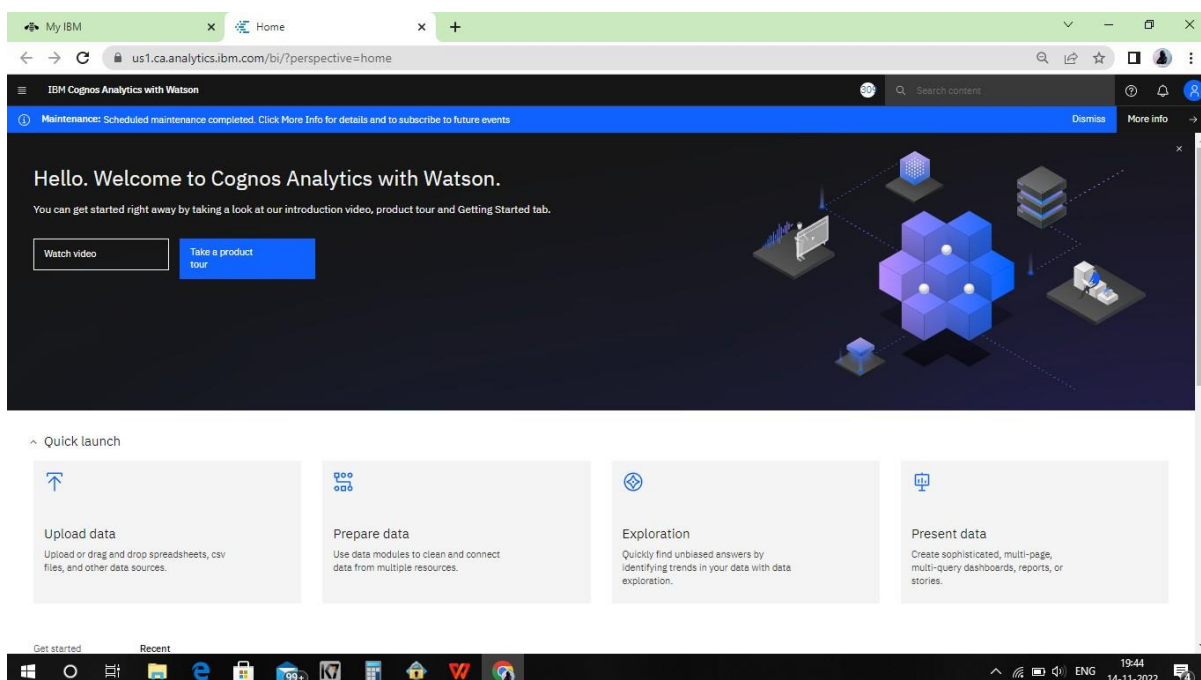 My IBM
Home
us1.ca.analytics.ibm.com/bi/?perspective=home
IBM Cognos Analytics with Watson
Search content
Maintenance: Scheduled maintenance completed. Click More Info for details and to subscribe to future events
Dismiss
More info
Hello. Welcome to Cognos Analytics with Watson.
You can get started right away by taking a look at our introduction video, product tour and Getting Started tab.
Watch video
Take a product
tour
Quick launch
Upload data
Upload or drag and drop spreadsheets, csv
files, and other data sources.
Prepare data
Use data modules to clean and connect
data from multiple resources.
Exploration
Quickly find unbiased answers by
identifying trends in your data with data
exploration.
Present data
Create sophisticated, multi-page,
multi-query dashboards, reports, or
stories.
Get started
Recent
99+
ENG
19:44
14-11-2022
4